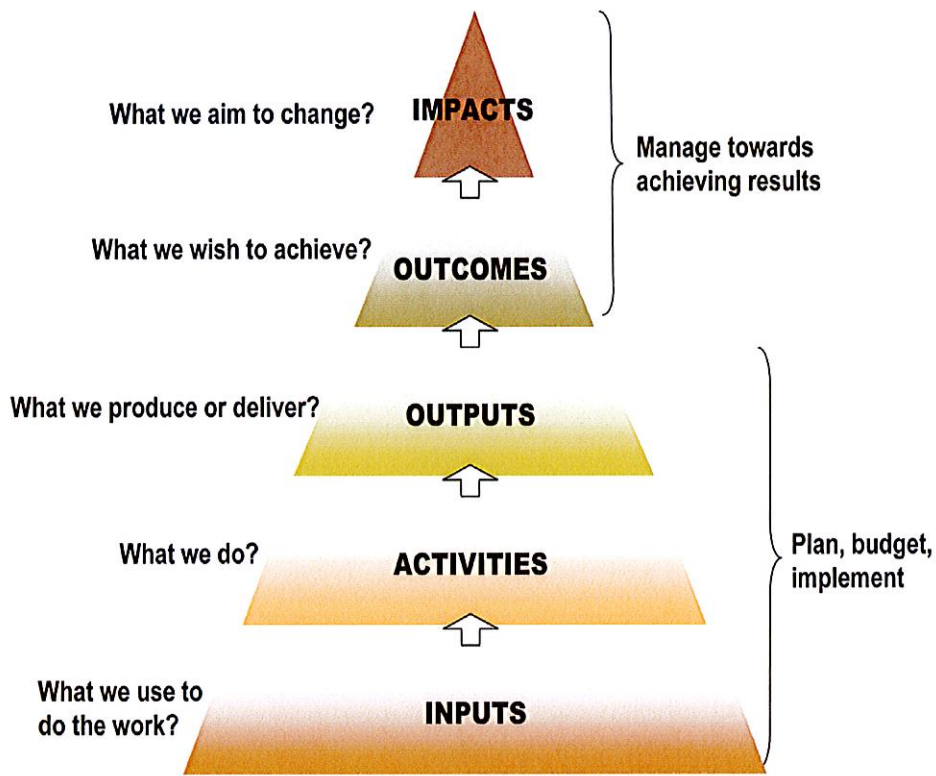 What we aim to change?
IMPACTS
Manage towards
achieving results
What we wish to achieve?
OUTCOMES
What we produce or deliver?
OUTPUTS
What we do?
ACTIVITIES
Plan, budget,
implement
What we use to
do the work?
INPUTS